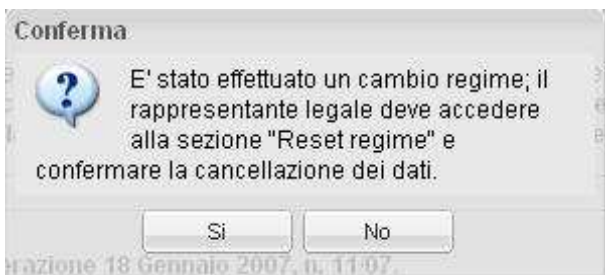 Conferma
E' stato effettuato un cambio regime; il
rappresentante legale deve accedere
alla sezione "Reset regime" e
confermare la cancellazione dei dati.
Si No
erazione 18 Gennaio 2007, n. 11-07.